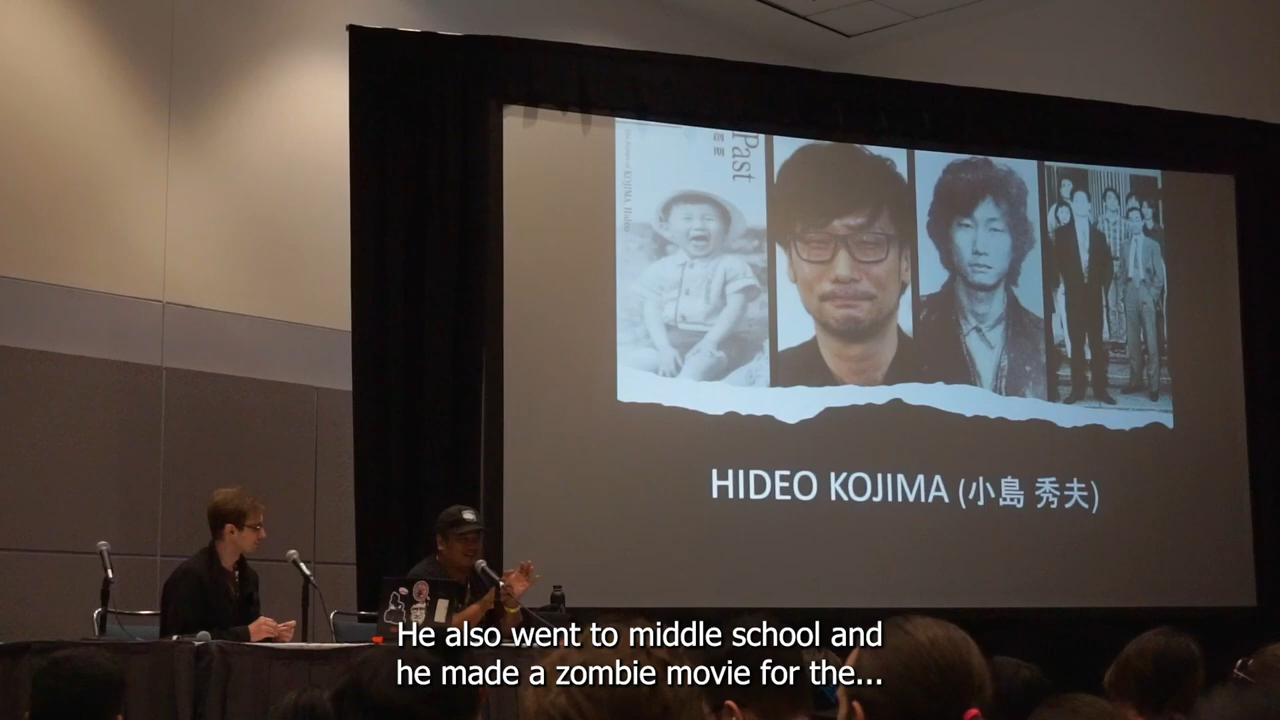 Past
HIDEO KOJIMA (小島 秀夫)
He also went to middle school and
he made a zombie movie for the...